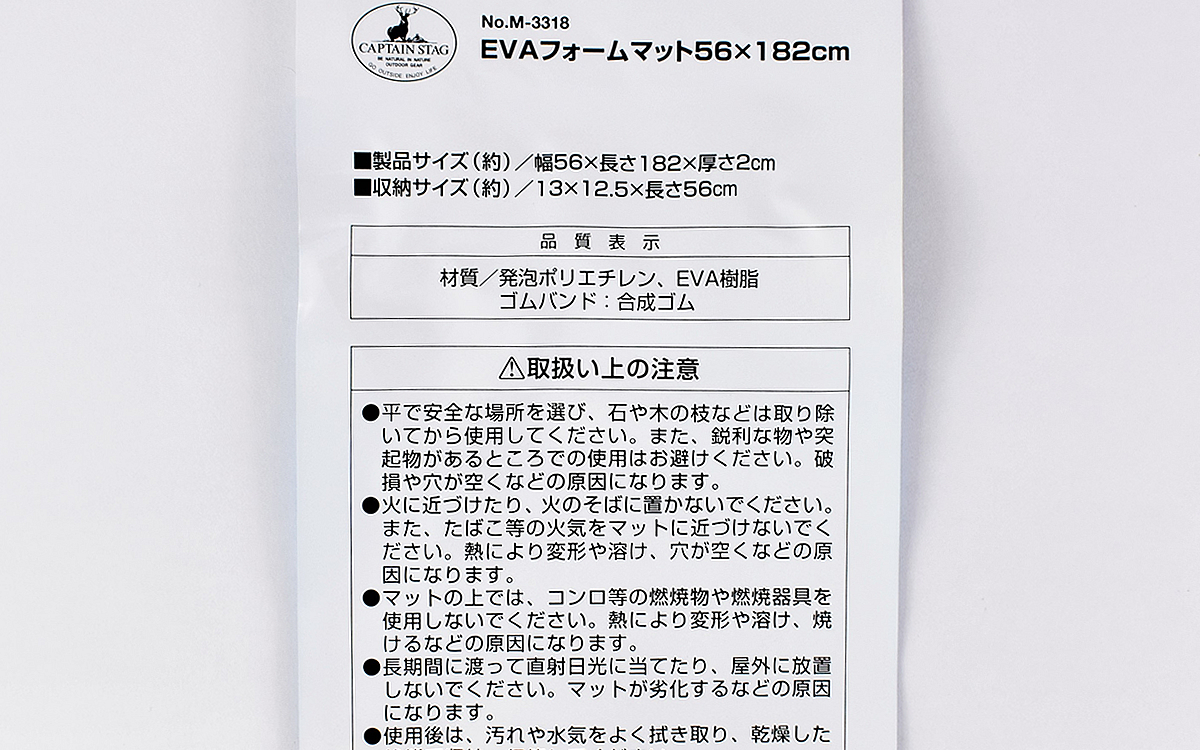 No.M-3318
EVAフォームマット56×182cm
CAPTAIN STAG
BE NATURAL IN NATURE
OUTDOOR GEAR
GO OUTSIDE ENJOY LIFE
■製品サイズ(約)/幅56×長さ182×厚さ2cm
■収納サイズ(約)/13×12.5×長さ56cm
品質表示
材質/発泡ポリエチレン、EVA樹脂
ゴムバンド:合成ゴム
⚠取扱い上の注意
●平で安全な場所を選び、石や木の枝などは取り除
いてから使用してください。また、鋭利な物や突
起物があるところでの使用はお避けください。破
損や穴が空くなどの原因になります。
●火に近づけたり、火のそばに置かないでください。
また、たばこ等の火気をマットに近づけないでく
ださい。熱により変形や溶け、穴が空くなどの原
因になります。
●マットの上では、コンロ等の燃焼物や燃焼器具を
使用しないでください。熱により変形や溶け、焼
けるなどの原因になります。
●長期間に渡って直射日光に当てたり、屋外に放置
しないでください。マットが劣化するなどの原因
になります。
●使用後は、汚れや水気をよく拭き取り、乾燥した